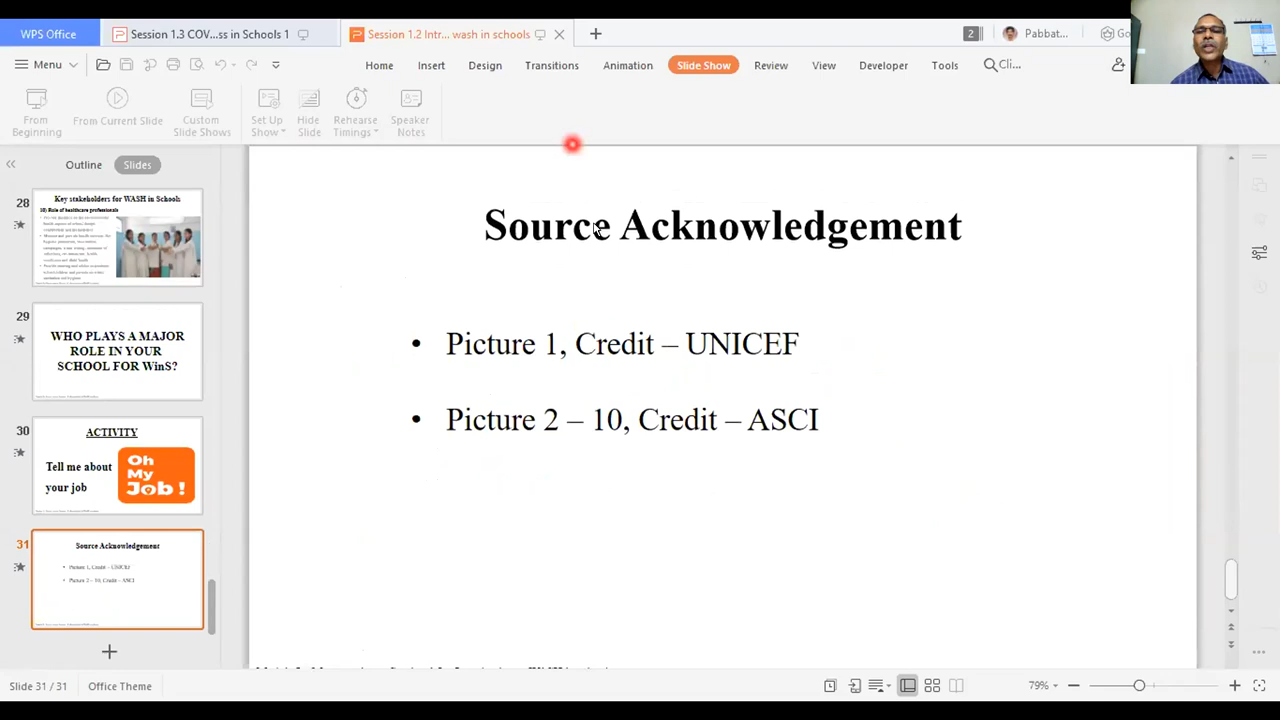 WPS Office
Session 1.3 COV...ss in Schools 1
Session 1.2 Intr... wash in schools
2
Pabbat...
Go
Menu
Home
Insert
Design
Transitions
Animation
Slide Show
Review
View
Developer
Tools
Cli...
From Beginning
From Current Slide
Custom Slide Shows
Set Up Show
Hide Slide
Rehearse Timings
Speaker Notes
Outline
Slides
28
Key stakeholders for WASH in Schools
10) Role of healthcare professionals
29
WHO PLAYS A MAJOR
ROLE IN YOUR
SCHOOL FOR WinS?
30
ACTIVITY
Tell me about
your job
Oh
My
Job !
31
Source Acknowledgement
• Picture 1, Credit – UNICEF
• Picture 2 – 10, Credit – ASCI
Source Acknowledgement
• Picture 1, Credit – UNICEF
• Picture 2 – 10, Credit – ASCI
Slide 31 / 31
Office Theme
79%